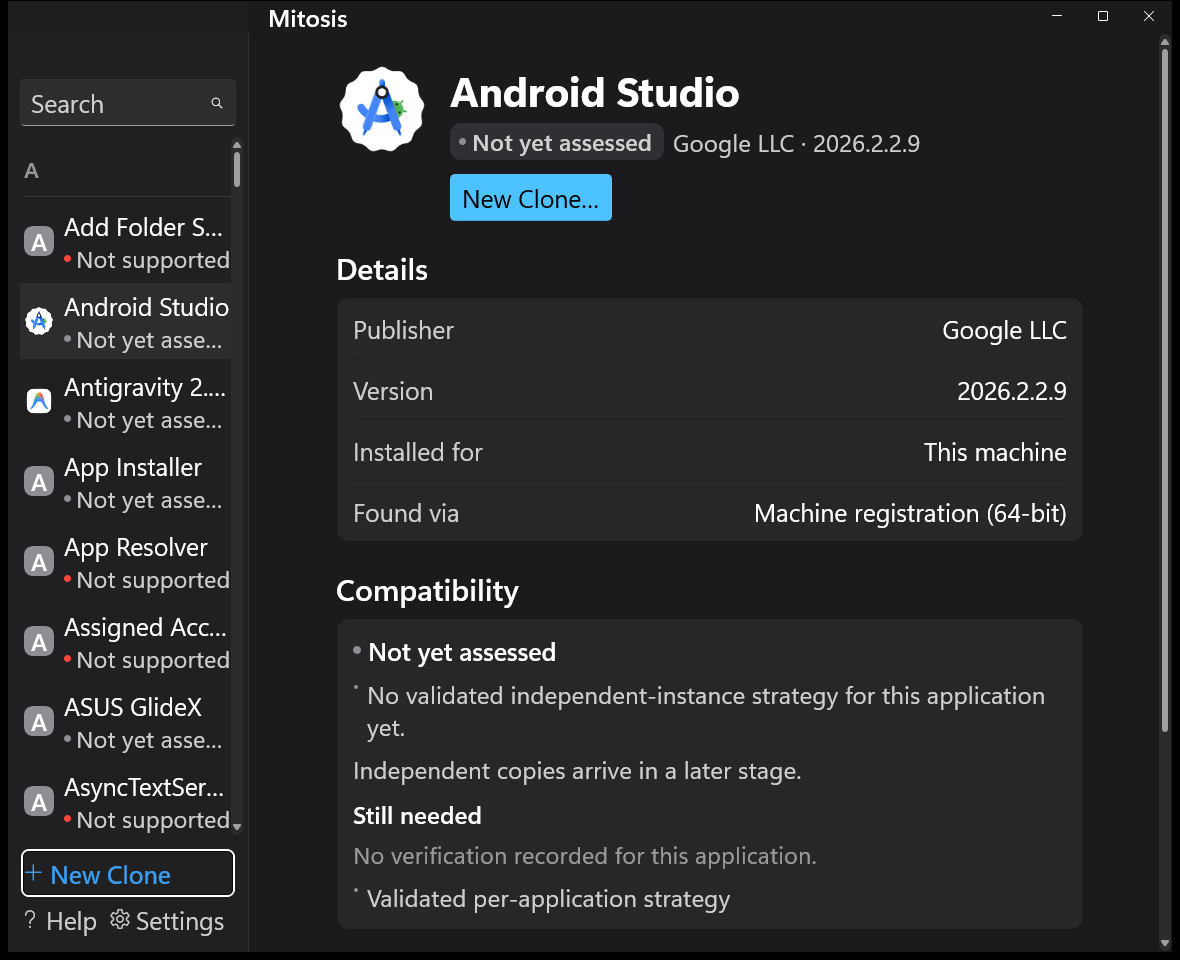 Mitosis
Search
A
Add Folder S...
Not supported
Android Studio
Not yet asse...
Antigravity 2....
Not yet asse...
A
App Installer
Not yet asse...
A
App Resolver
Not supported
A
Assigned Acc...
Not supported
A
ASUS GlideX
Not yet asse...
A
AsyncTextSer...
Not supported
A
+ New Clone
? Help Settings
Android Studio
• Not yet assessed Google LLC · 2026.2.2.9
New Clone...
Details
Publisher Google LLC
Version 2026.2.2.9
Installed for This machine
Found via Machine registration (64-bit)
Compatibility
• Not yet assessed
· No validated independent-instance strategy for this application
yet.
Independent copies arrive in a later stage.
Still needed
No verification recorded for this application.
· Validated per-application strategy